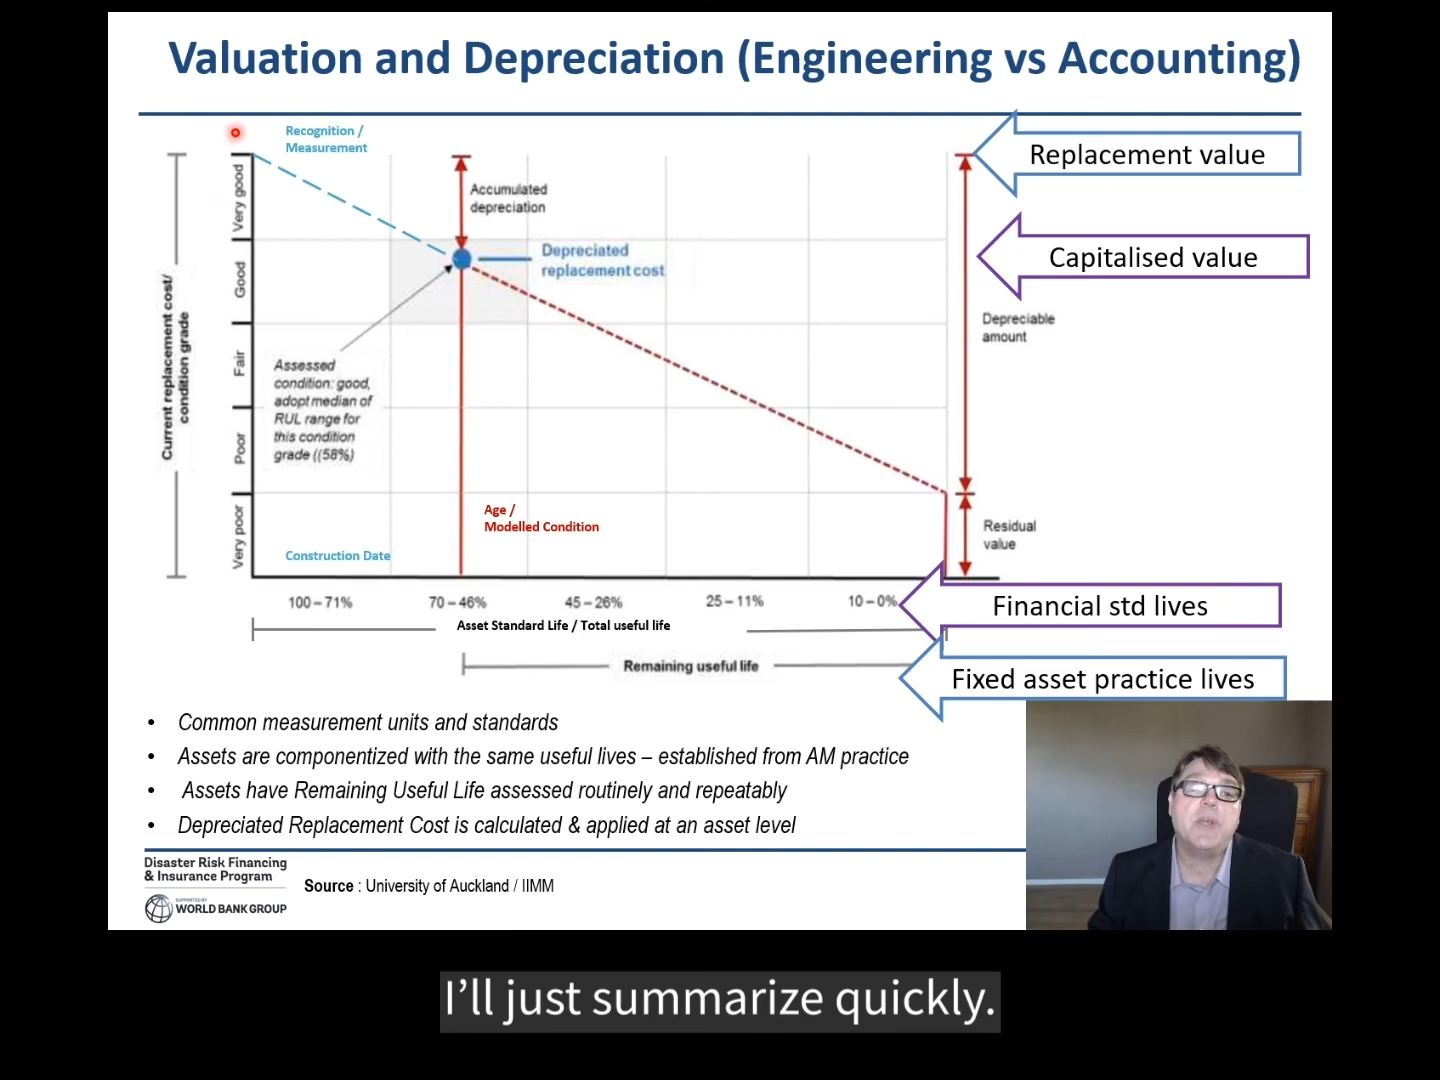 Valuation and Depreciation (Engineering vs Accounting)
Recognition /
Measurement
Replacement value
Accumulated
depreciation
Very good
Capitalised value
Depreciated
replacement cost
Good
Current replacement cost/
condition grade
Depreciable
amount
Fair
Assessed
condition: good,
adopt median of
RUL range for
this condition
grade ((58%)
Poor
Age /
Modelled Condition
Residual
value
Very poor
Construction Date
100 – 71%
70 – 46%
45 – 26%
25 – 11%
10 – 0%
Financial std lives
Asset Standard Life / Total useful life
Remaining useful life
Fixed asset practice lives
• Common measurement units and standards
• Assets are componentized with the same useful lives – established from AM practice
• Assets have Remaining Useful Life assessed routinely and repeatably
• Depreciated Replacement Cost is calculated & applied at an asset level
Disaster Risk Financing
& Insurance Program
Source : University of Auckland / IIMM
SUPPORTED BY
WORLD BANK GROUP
I’ll just summarize quickly.